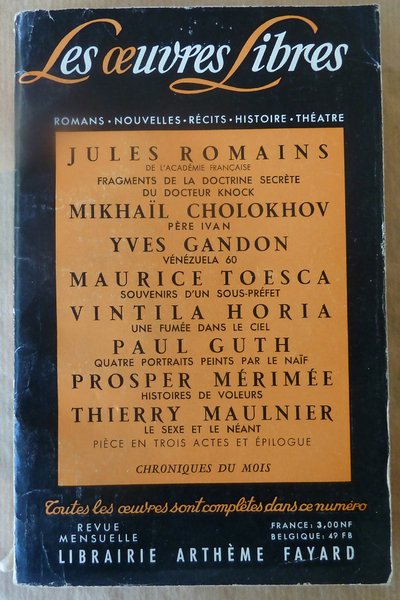 Les œuvres Libres
ROMANS • NOUVELLES • RÉCITS • HISTOIRE • THÉATRE
JULES ROMAINS
DE L'ACADÉMIE FRANÇAISE
FRAGMENTS DE LA DOCTRINE SECRÈTE
DU DOCTEUR KNOCK
MIKHAÏL CHOLOKHOV
PÈRE IVAN
YVES GANDON
VÉNÉZUELA 60
MAURICE TOESCA
SOUVENIRS D'UN SOUS-PRÉFET
VINTILA HORIA
UNE FUMÉE DANS LE CIEL
PAUL GUTH
QUATRE PORTRAITS PEINTS PAR LE NAÏF
PROSPER MÉRIMÉE
HISTOIRES DE VOLEURS
THIERRY MAULNIER
LE SEXE ET LE NÉANT
PIÈCE EN TROIS ACTES ET ÉPILOGUE
CHRONIQUES DU MOIS
Toutes les œuvres sont complètes dans ce numéro
REVUE
MENSUELLE
FRANCE: 3,00 NF
BELGIQUE: 49 FB
LIBRAIRIE ARTHÈME FAYARD